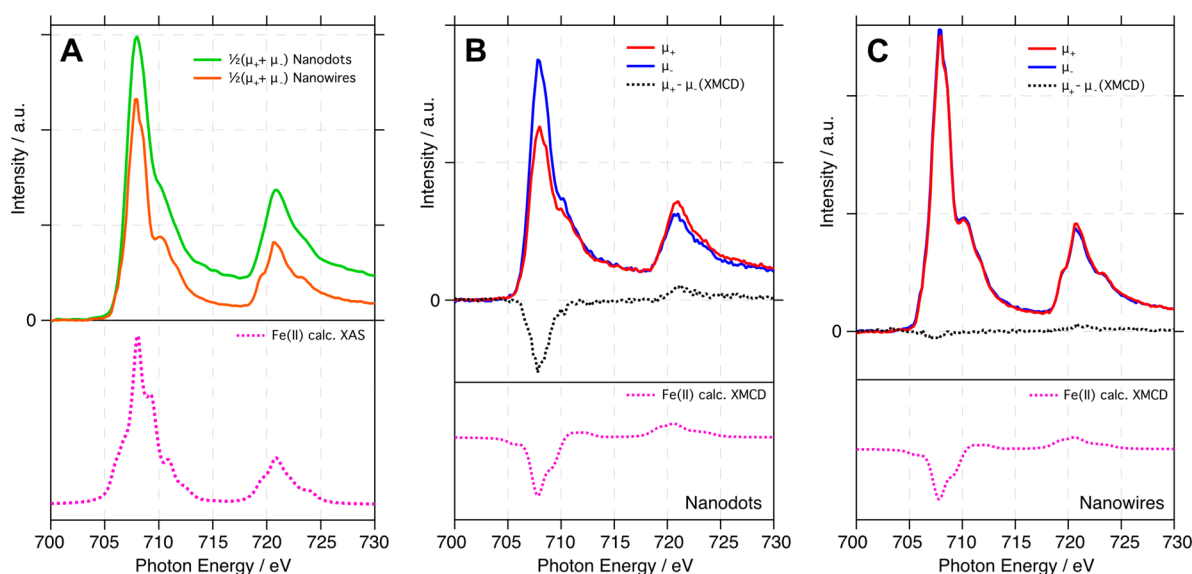 A
½(μ₊+ μ₋) Nanodots
½(μ₊+ μ₋) Nanowires
Intensity / a.u.
0
Fe(II) calc. XAS
700 705 710 715 720 725 730
Photon Energy / eV
B
μ₊
μ₋
μ₊- μ₋(XMCD)
Intensity / a.u.
0
Fe(II) calc. XMCD
Nanodots
700 705 710 715 720 725 730
Photon Energy / eV
C
μ₊
μ₋
μ₊- μ₋(XMCD)
Intensity / a.u.
0
Fe(II) calc. XMCD
Nanowires
700 705 710 715 720 725 730
Photon Energy / eV